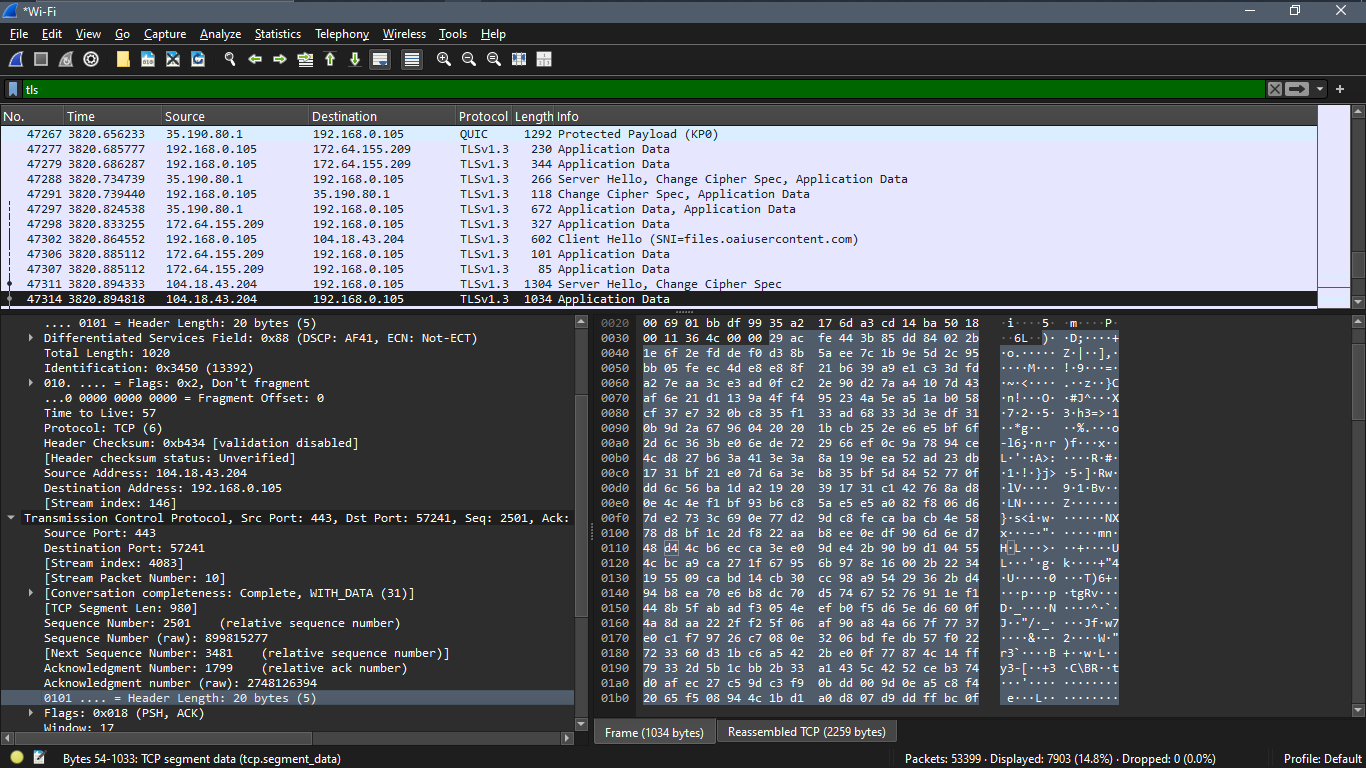 *Wi-Fi
File Edit View Go Capture Analyze Statistics Telephony Wireless Tools Help
tls
No. Time Source Destination Protocol Length Info
47267 3820.656233 35.190.80.1 192.168.0.105 QUIC 1292 Protected Payload (KP0)
47277 3820.685777 192.168.0.105 172.64.155.209 TLSv1.3 230 Application Data
47279 3820.686287 192.168.0.105 172.64.155.209 TLSv1.3 344 Application Data
47288 3820.734739 35.190.80.1 192.168.0.105 TLSv1.3 266 Server Hello, Change Cipher Spec, Application Data
47291 3820.739440 192.168.0.105 35.190.80.1 TLSv1.3 118 Change Cipher Spec, Application Data
47297 3820.824538 35.190.80.1 192.168.0.105 TLSv1.3 672 Application Data, Application Data
47298 3820.833255 172.64.155.209 192.168.0.105 TLSv1.3 327 Application Data
47302 3820.864552 192.168.0.105 104.18.43.204 TLSv1.3 602 Client Hello (SNI=files.oaiusercontent.com)
47306 3820.885112 172.64.155.209 192.168.0.105 TLSv1.3 101 Application Data
47307 3820.885112 172.64.155.209 192.168.0.105 TLSv1.3 85 Application Data
47311 3820.894333 104.18.43.204 192.168.0.105 TLSv1.3 1304 Server Hello, Change Cipher Spec
47314 3820.894818 104.18.43.204 192.168.0.105 TLSv1.3 1034 Application Data
.... 0101 = Header Length: 20 bytes (5)
Differentiated Services Field: 0x88 (DSCP: AF41, ECN: Not-ECT)
Total Length: 1020
Identification: 0x3450 (13392)
010. .... = Flags: 0x2, Don't fragment
...0 0000 0000 0000 = Fragment Offset: 0
Time to Live: 57
Protocol: TCP (6)
Header Checksum: 0xb434 [validation disabled]
[Header checksum status: Unverified]
Source Address: 104.18.43.204
Destination Address: 192.168.0.105
[Stream index: 146]
Transmission Control Protocol, Src Port: 443, Dst Port: 57241, Seq: 2501, Ack:
Source Port: 443
Destination Port: 57241
[Stream index: 4083]
[Stream Packet Number: 10]
[Conversation completeness: Complete, WITH_DATA (31)]
[TCP Segment Len: 980]
Sequence Number: 2501 (relative sequence number)
Sequence Number (raw): 899815277
[Next Sequence Number: 3481 (relative sequence number)]
Acknowledgment Number: 1799 (relative ack number)
Acknowledgment number (raw): 2748126394
0101 .... = Header Length: 20 bytes (5)
Flags: 0x018 (PSH, ACK)
Window: 17
0020 00 69 01 bb df 99 35 a2 17 6d a3 cd 14 ba 50 18
0030 00 11 36 4c 00 00 29 ac fe 44 3b 85 dd 84 02 2b
0040 1e 6f 2e fd de f0 d3 8b 5a ee 7c 1b 9e 5d 2c 95
0050 bb 05 fe ec 4d e8 e8 8f 21 b6 39 a9 e1 c3 3d fd
0060 a2 7e aa 3c e3 ad 0f c2 2e 90 d2 7a a4 10 7d 43
0070 af 6e 21 d1 13 9a 4f f4 95 23 4a 5e a5 1a b0 58
0080 cf 37 e7 32 0b c8 35 f1 33 ad 68 33 3d 3e df 31
0090 0b 9d 2a 67 96 04 20 20 1b cb 25 2e e6 e5 bf 6f
00a0 2d 6c 36 3b e0 6e de 72 29 66 ef 0c 9a 78 94 ce
00b0 4c d8 27 b6 3a 41 3e 3a 8a 19 9e ea 52 ad 23 db
00c0 17 31 bf 21 e0 7d 6a 3e b8 35 bf 5d 84 52 77 0f
00d0 dd 6c 56 ba 1d a2 19 20 39 17 31 c1 42 76 8a d8
00e0 0e 4c 4e f1 bf 93 b6 c8 5a e5 e5 a0 82 f8 06 d6
00f0 7d e2 73 3c 69 0e 77 d2 9d c8 fe ca ba cb 4e 58
0100 78 d8 bf 1c 2d f8 22 aa b8 ee 0e df 90 6d 6e d7
0110 48 d4 4c b6 ec ca 3e e0 9d e4 2b 90 b9 d1 04 55
0120 4c bc a9 ca 27 1f 67 95 6b 97 8e 16 00 2b 22 34
0130 19 55 09 ca bd 14 cb 30 cc 98 a9 54 29 36 2b d4
0140 94 b8 ea 70 e6 b8 dc 70 d5 74 67 52 76 91 1e f1
0150 44 8b 5f ab ad f3 05 4e ef b0 f5 d6 5e d6 60 0f
0160 4a 8d aa 22 2f f2 5f 06 af 90 a8 4a 66 7f 77 37
0170 e0 c1 f7 97 26 c7 08 0e 32 06 bd fe db 57 f0 22
0180 72 33 60 d3 1b c6 a5 42 2b e0 0f 77 87 4c 14 ff
0190 79 33 2d 5b 1c bb 2b 33 a1 43 5c 42 52 ce b3 74
01a0 d0 af ec 27 c5 9d c3 f9 0b dd 00 9d 0e a5 c8 f4
01b0 20 65 f5 08 94 4c 1b d1 a0 d8 07 d9 dd ff bc 0f
Frame (1034 bytes) Reassembled TCP (2259 bytes)
Bytes 54-1033: TCP segment data (tcp.segment_data)
Packets: 53399 · Displayed: 7903 (14.8%) · Dropped: 0 (0.0%)
Profile: Default